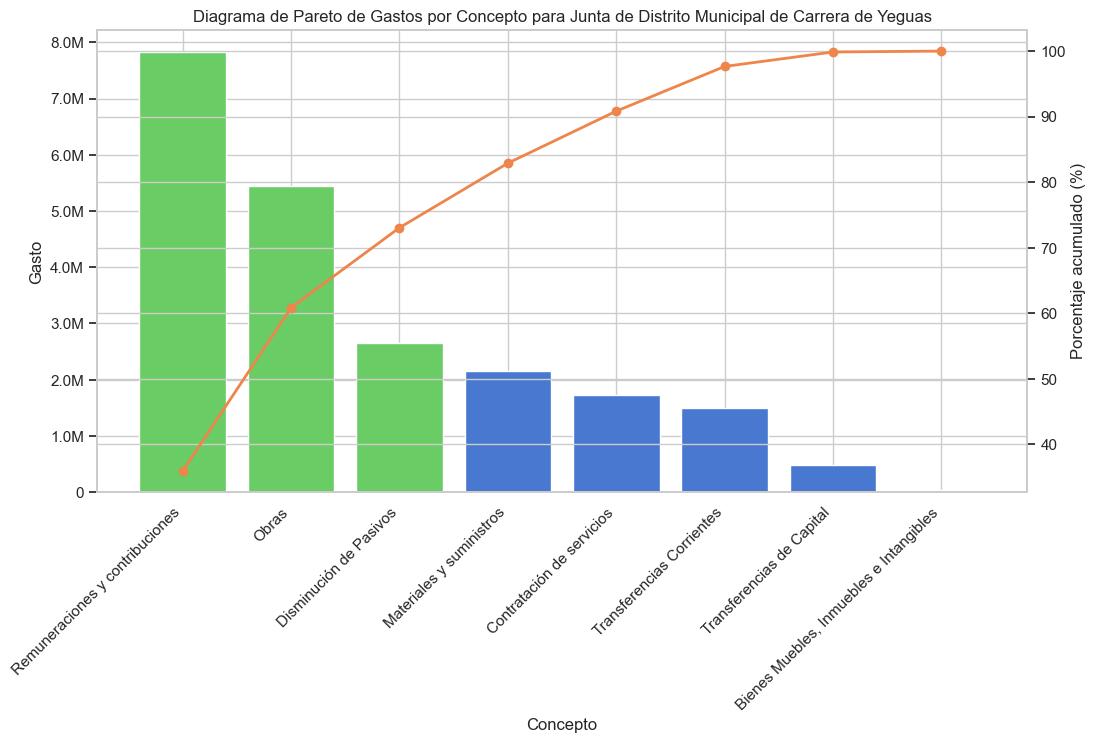 Diagrama de Pareto de Gastos por Concepto para Junta de Distrito Municipal de Carrera de Yeguas
Gasto
8.0M
7.0M
6.0M
5.0M
4.0M
3.0M
2.0M
1.0M
0
Porcentaje acumulado (%)
100
90
80
70
60
50
40
Remuneraciones y contribuciones
Obras
Disminución de Pasivos
Materiales y suministros
Contratación de servicios
Transferencias Corrientes
Transferencias de Capital
Bienes Muebles, Inmuebles e Intangibles
Concepto